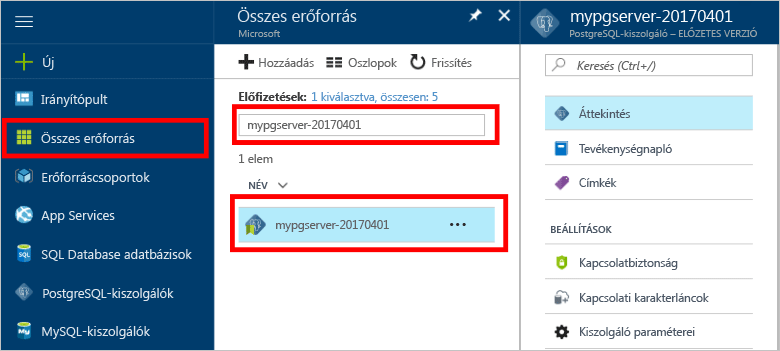 Új
Irányítópult
Összes erőforrás
Erőforráscsoportok
App Services
SQL Database adatbázisok
PostgreSQL-kiszolgálók
MySQL-kiszolgálók
Összes erőforrás
Microsoft
Hozzáadás Oszlopok Frissítés
Előfizetések: 1 kiválasztva, összesen: 5
mypgserver-20170401
1 elem
NÉV
mypgserver-20170401
mypgserver-20170401
PostgreSQL-kiszolgáló – ELŐZETES VERZIÓ
Keresés (Ctrl+/)
Áttekintés
Tevékenységnapló
Címkék
BEÁLLÍTÁSOK
Kapcsolatbiztonság
Kapcsolati karakterláncok
Kiszolgáló paraméterei